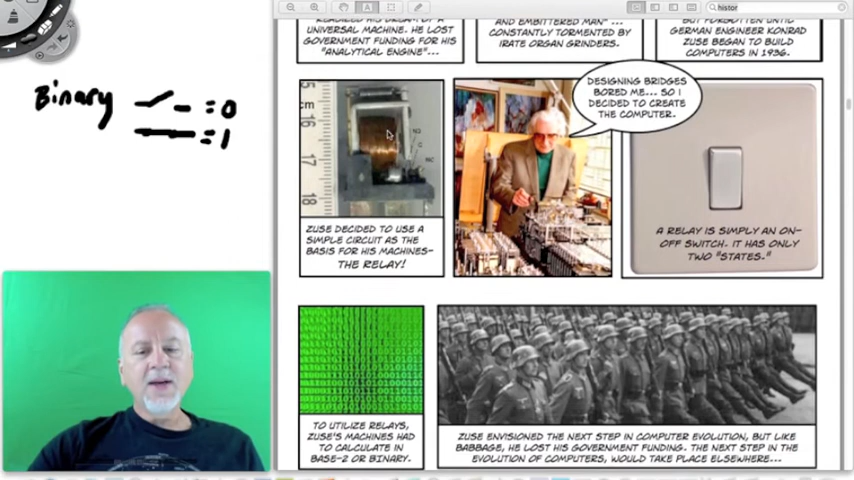 histor
REALIZED HIS DREAM OF A
UNIVERSAL MACHINE. HE LOST
GOVERNMENT FUNDING FOR HIS
"ANALYTICAL ENGINE"...
AND EMBITTERED MAN" ...
CONSTANTLY TORMENTED BY
IRATE ORGAN GRINDERS.
BUT FORGOTTEN UNTIL
GERMAN ENGINEER KONRAD
ZUSE BEGAN TO BUILD
COMPUTERS IN 1936.
Binary
= 0
= 1
15
16
17
18
NO
C
NC
ZUSE DECIDED TO USE A
SIMPLE CIRCUIT AS THE
BASIS FOR HIS MACHINES-
THE RELAY!
DESIGNING BRIDGES
BORED ME... SO I
DECIDED TO CREATE
THE COMPUTER.
A RELAY IS SIMPLY AN ON-
OFF SWITCH. IT HAS ONLY
TWO "STATES."
TO UTILIZE RELAYS,
ZUSE'S MACHINES HAD
TO CALCULATE IN
BASE-2 OR BINARY.
ZUSE ENVISIONED THE NEXT STEP IN COMPUTER EVOLUTION, BUT LIKE
BABBAGE, HE LOST HIS GOVERNMENT FUNDING. THE NEXT STEP IN THE
EVOLUTION OF COMPUTERS, WOULD TAKE PLACE ELSEWHERE...